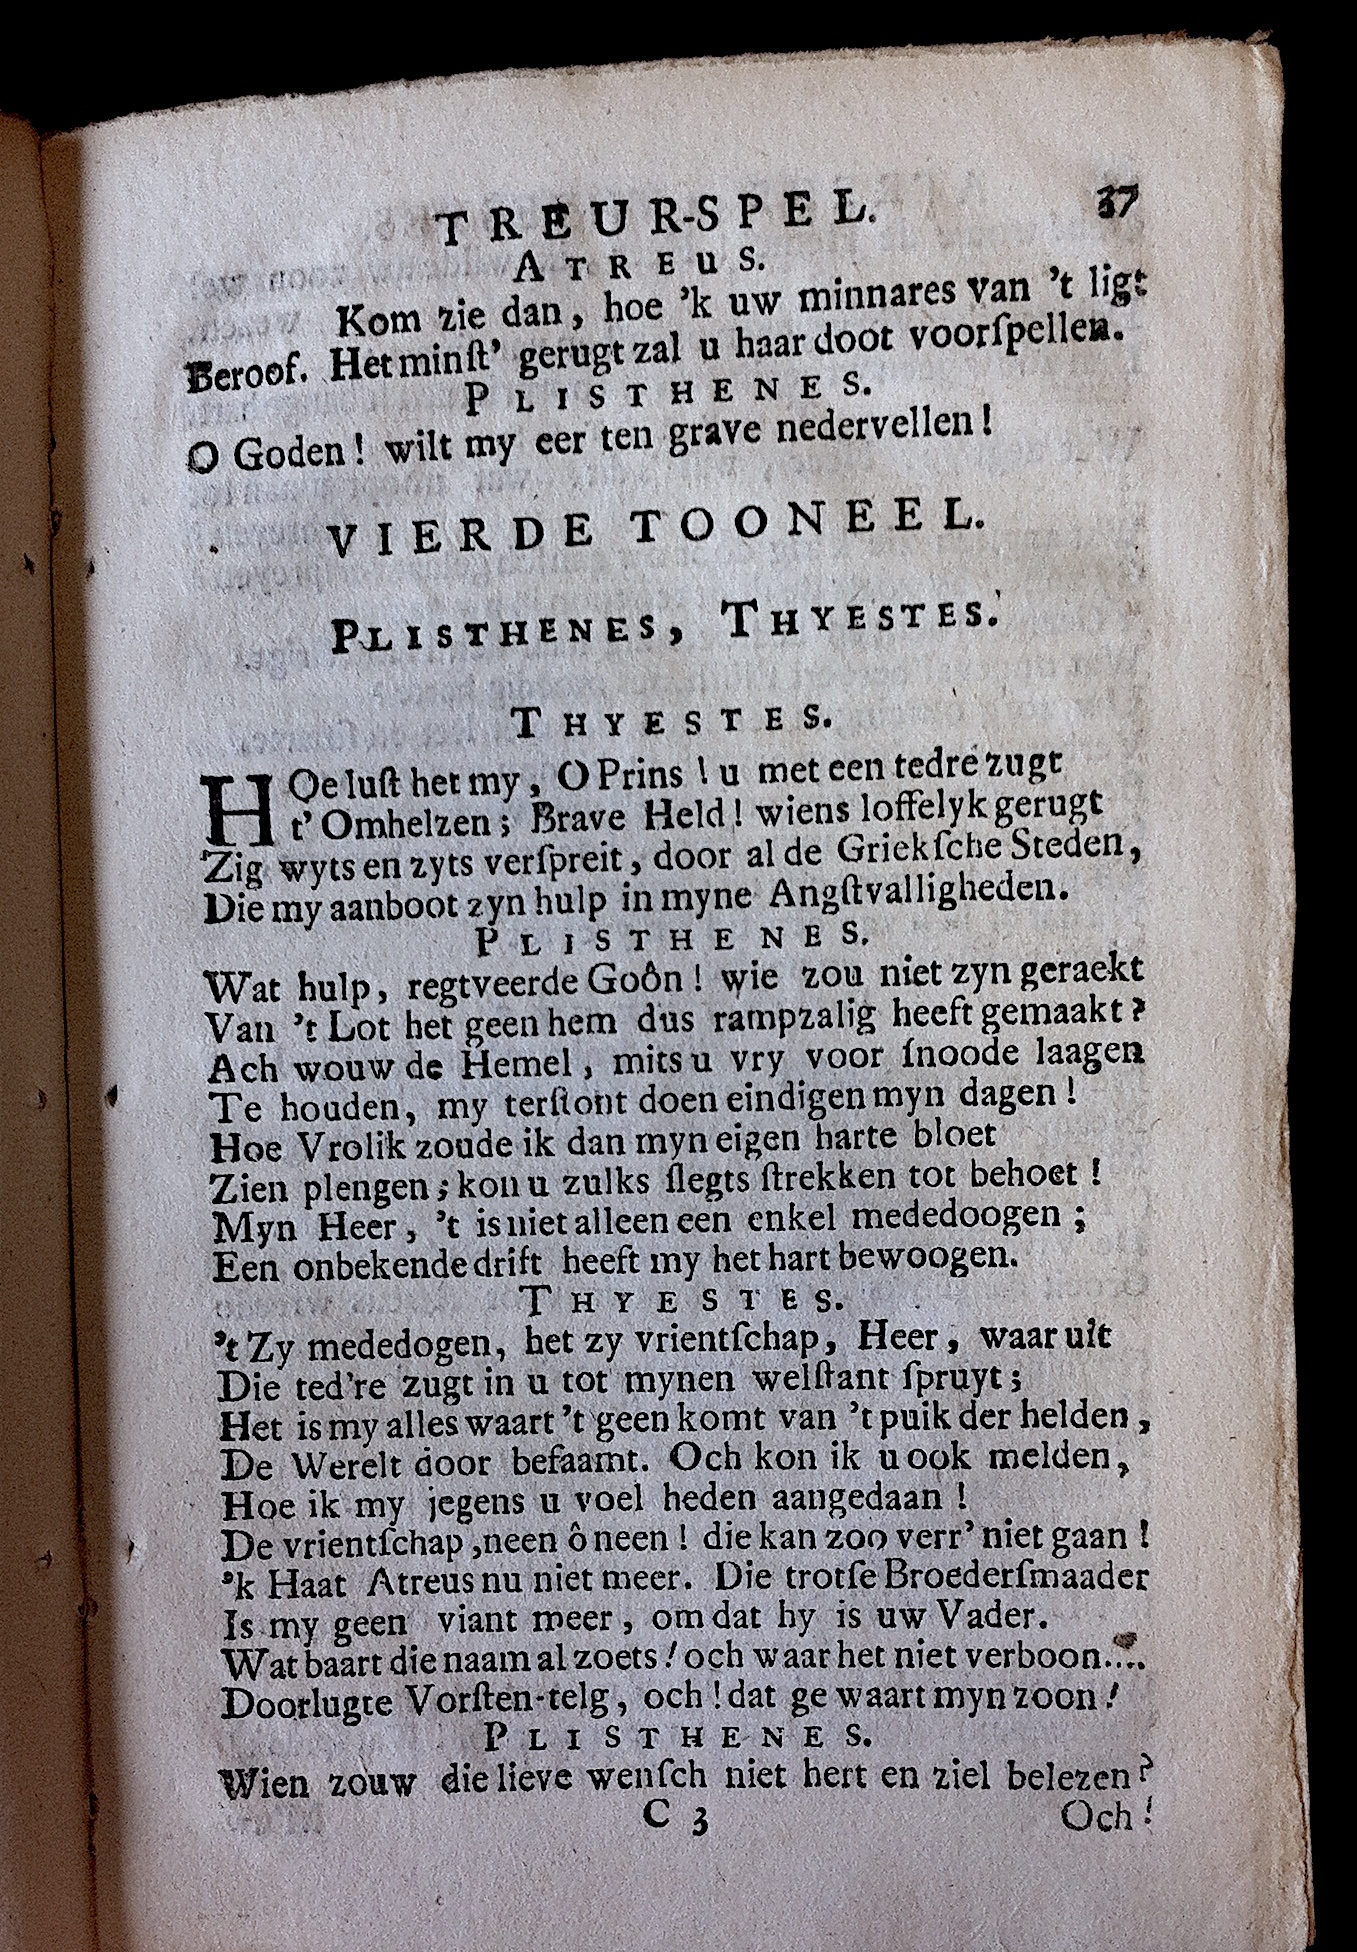 TREUR-SPEL. 37
ATREUS.
Kom zie dan, hoe 'k uw minnares van 't ligt
Beroof. Het minſt' gerugt zal u haar doot voorſpellen.
PLISTHENES.
O Goden! wilt my eer ten grave nedervellen!
VIERDE TOONEEL.
PLISTHENES, THYESTES.
THYESTES.
HOe luſt het my, O Prins! u met een tedre zugt
t' Omhelzen; Brave Held! wiens loffelyk gerugt
Zig wyts en zyts verſpreit, door al de Griekſche Steden,
Die my aanboot zyn hulp in myne Angſtvalligheden.
PLISTHENES.
Wat hulp, regtveerde Goôn! wie zou niet zyn geraekt
Van 't Lot het geen hem dus rampzalig heeft gemaakt?
Ach wouw de Hemel, mits u vry voor ſnoode laagen
Te houden, my terſtont doen eindigen myn dagen!
Hoe Vrolik zoude ik dan myn eigen harte bloet
Zien plengen; kon u zulks ſlegts ſtrekken tot behoet!
Myn Heer, 't is niet alleen een enkel mededoogen;
Een onbekende drift heeft my het hart bewoogen.
THYESTES.
't Zy mededogen, het zy vrientſchap, Heer, waar uit
Die ted're zugt in u tot mynen welſtant ſpruyt;
Het is my alles waart 't geen komt van 't puik der helden,
De Werelt door befaamt. Och kon ik u ook melden,
Hoe ik my jegens u voel heden aangedaan!
De vrientſchap, neen ô neen! die kan zoo verr' niet gaan!
'k Haat Atreus nu niet meer. Die trotſe Broederſmaader
Is my geen viant meer, om dat hy is uw Vader.
Wat baart die naam al zoets! och waar het niet verboon....
Doorlugte Vorſten-telg, och! dat ge waart myn zoon!
PLISTHENES.
Wien zouw die lieve wenſch niet hert en ziel belezen?
C 3 Och!